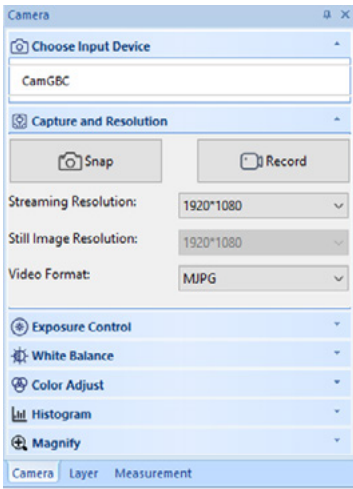 Camera
Choose Input Device
CamGBC
Capture and Resolution
Snap Record
Streaming Resolution: 1920*1080
Still Image Resolution: 1920*1080
Video Format: MJPG
Exposure Control
White Balance
Color Adjust
Histogram
Magnify
Camera Layer Measurement